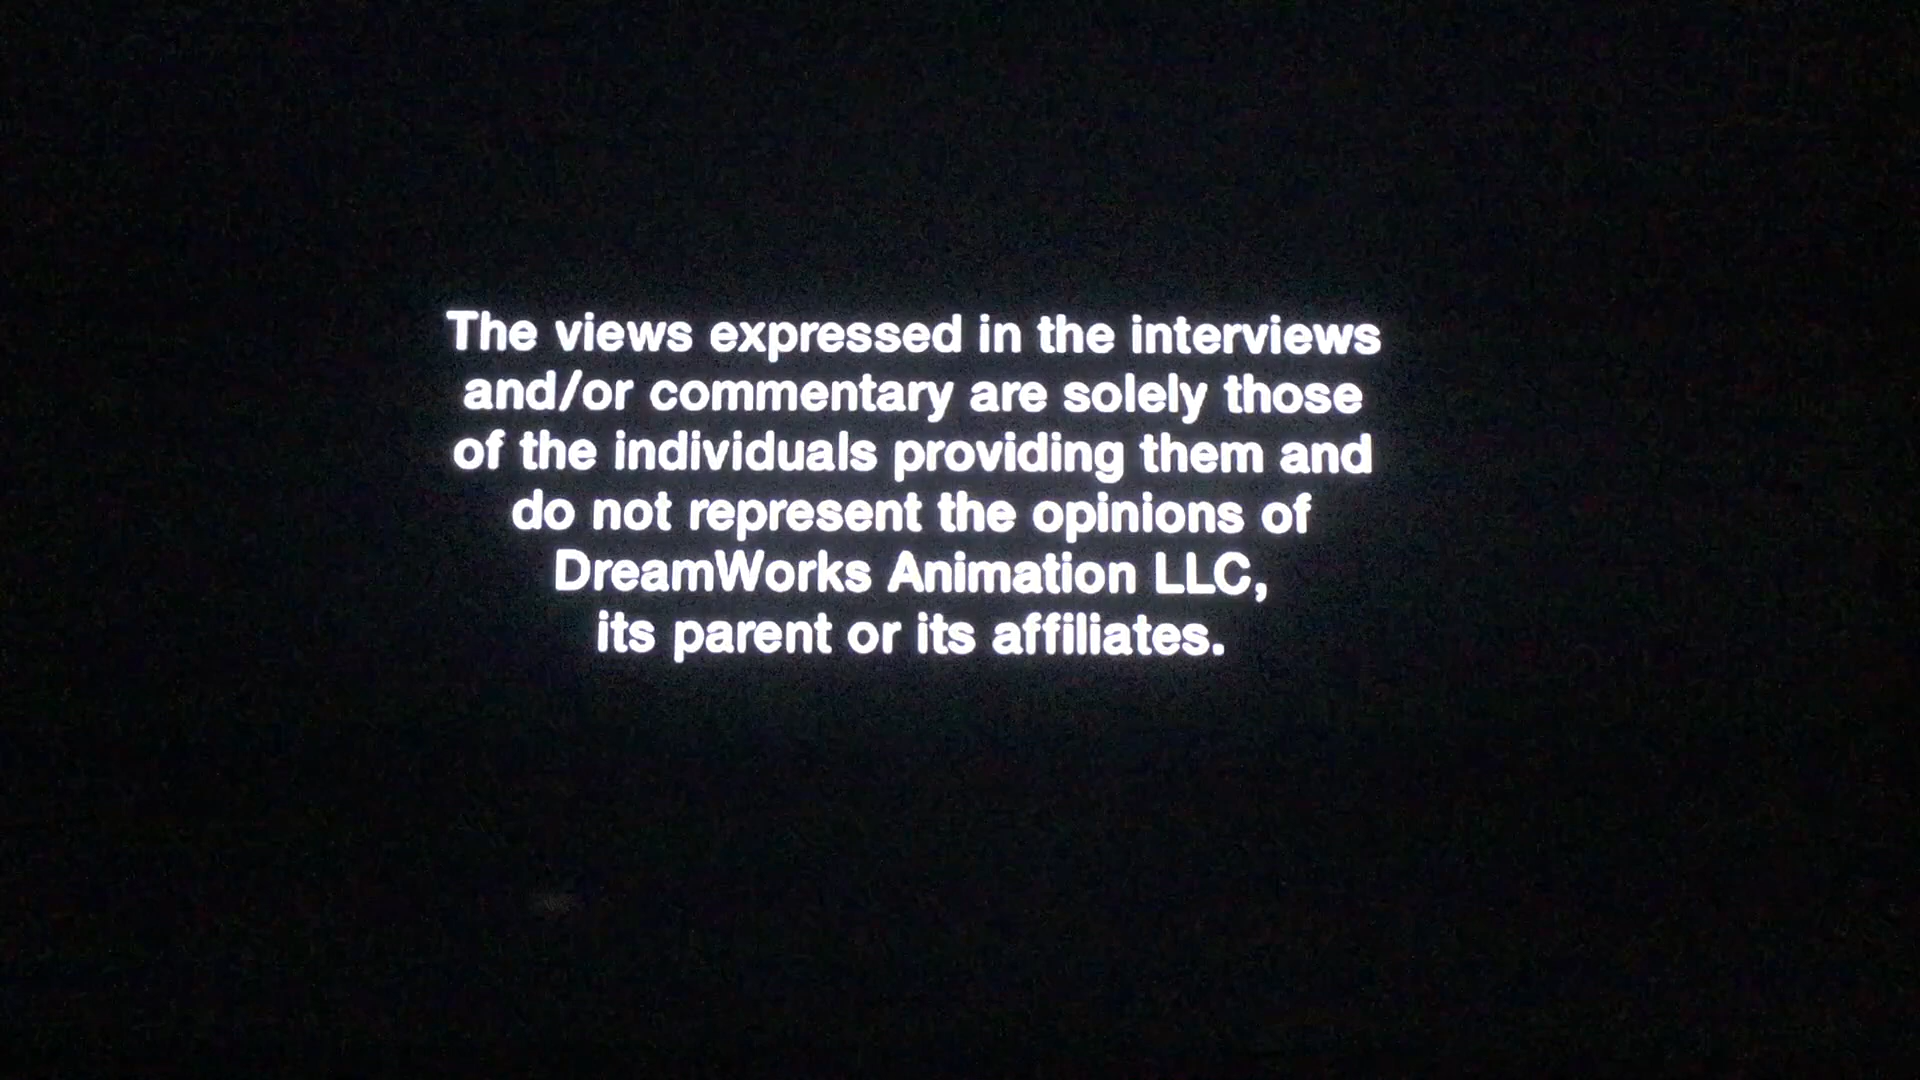 The views expressed in the interviews
and/or commentary are solely those
of the individuals providing them and
do not represent the opinions of
DreamWorks Animation LLC,
its parent or its affiliates.